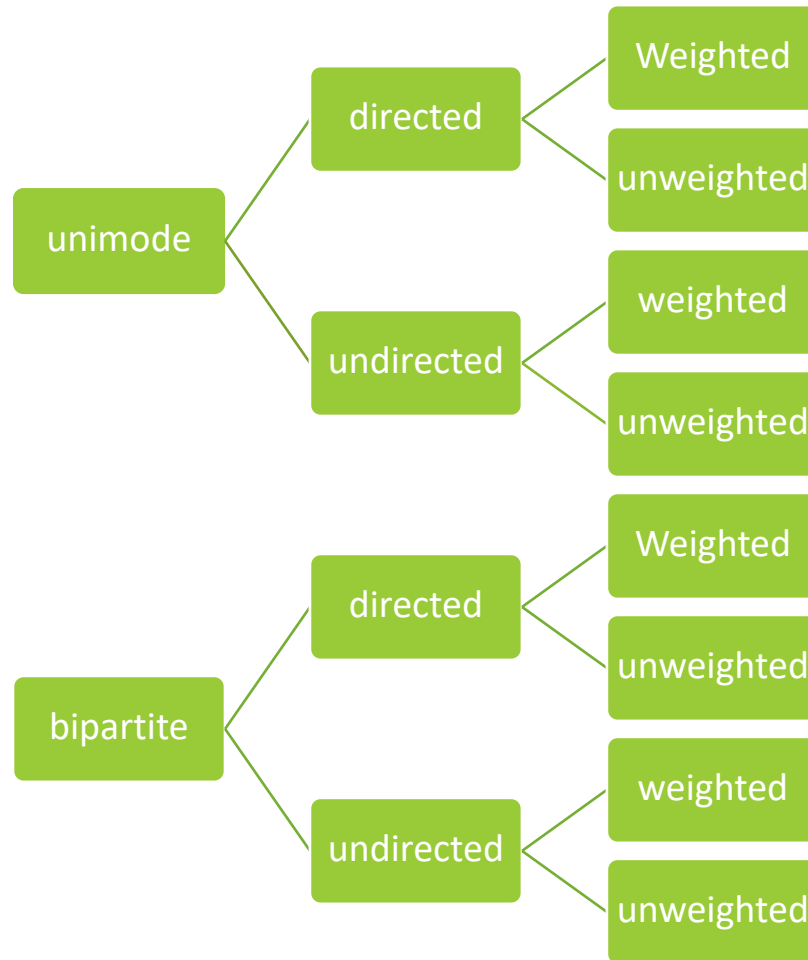 unimode
directed
Weighted
unweighted
undirected
weighted
unweighted
bipartite
directed
Weighted
unweighted
undirected
weighted
unweighted